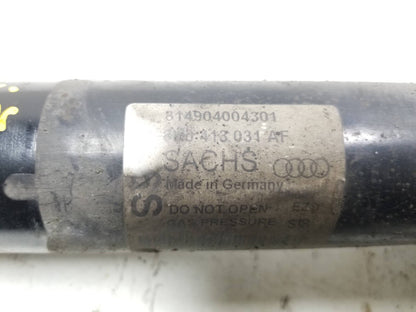 814904004301
413 031 AF
SACHS
Made in Germany
DO NOT OPEN
GAS PRESSURE